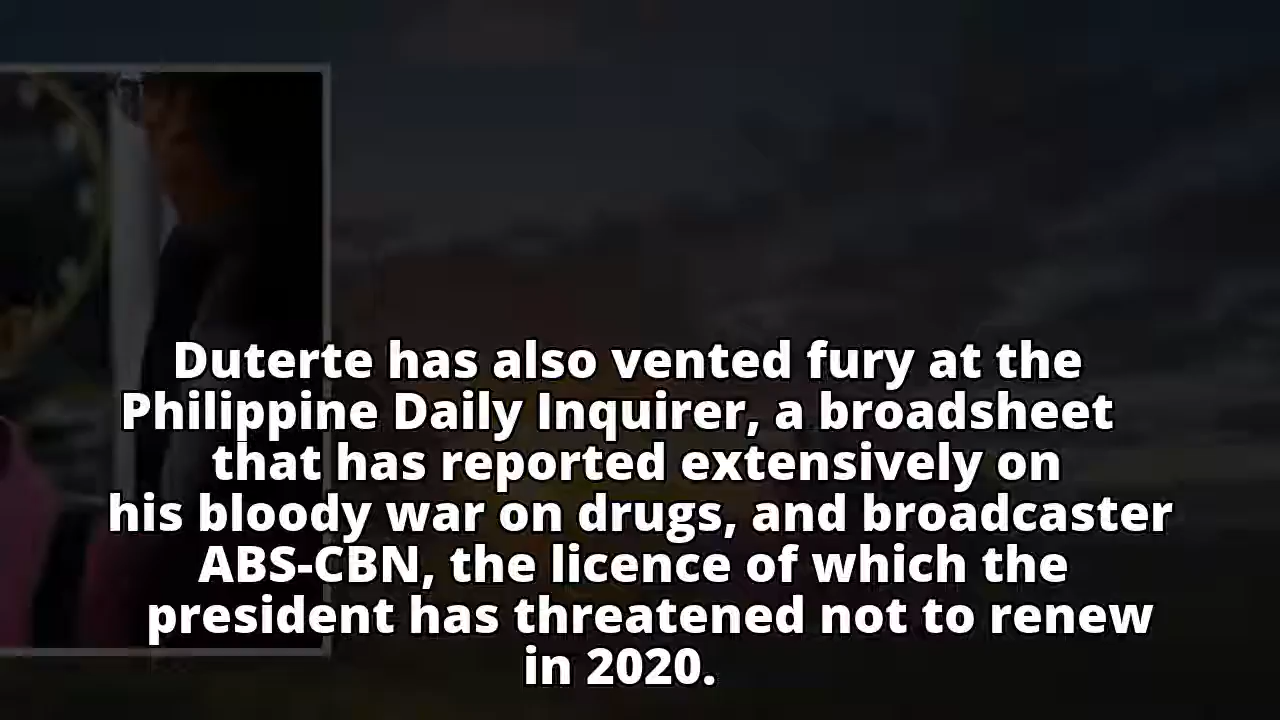 Duterte has also vented fury at the
Philippine Daily Inquirer, a broadsheet
that has reported extensively on
his bloody war on drugs, and broadcaster
ABS-CBN, the licence of which the
president has threatened not to renew
in 2020.